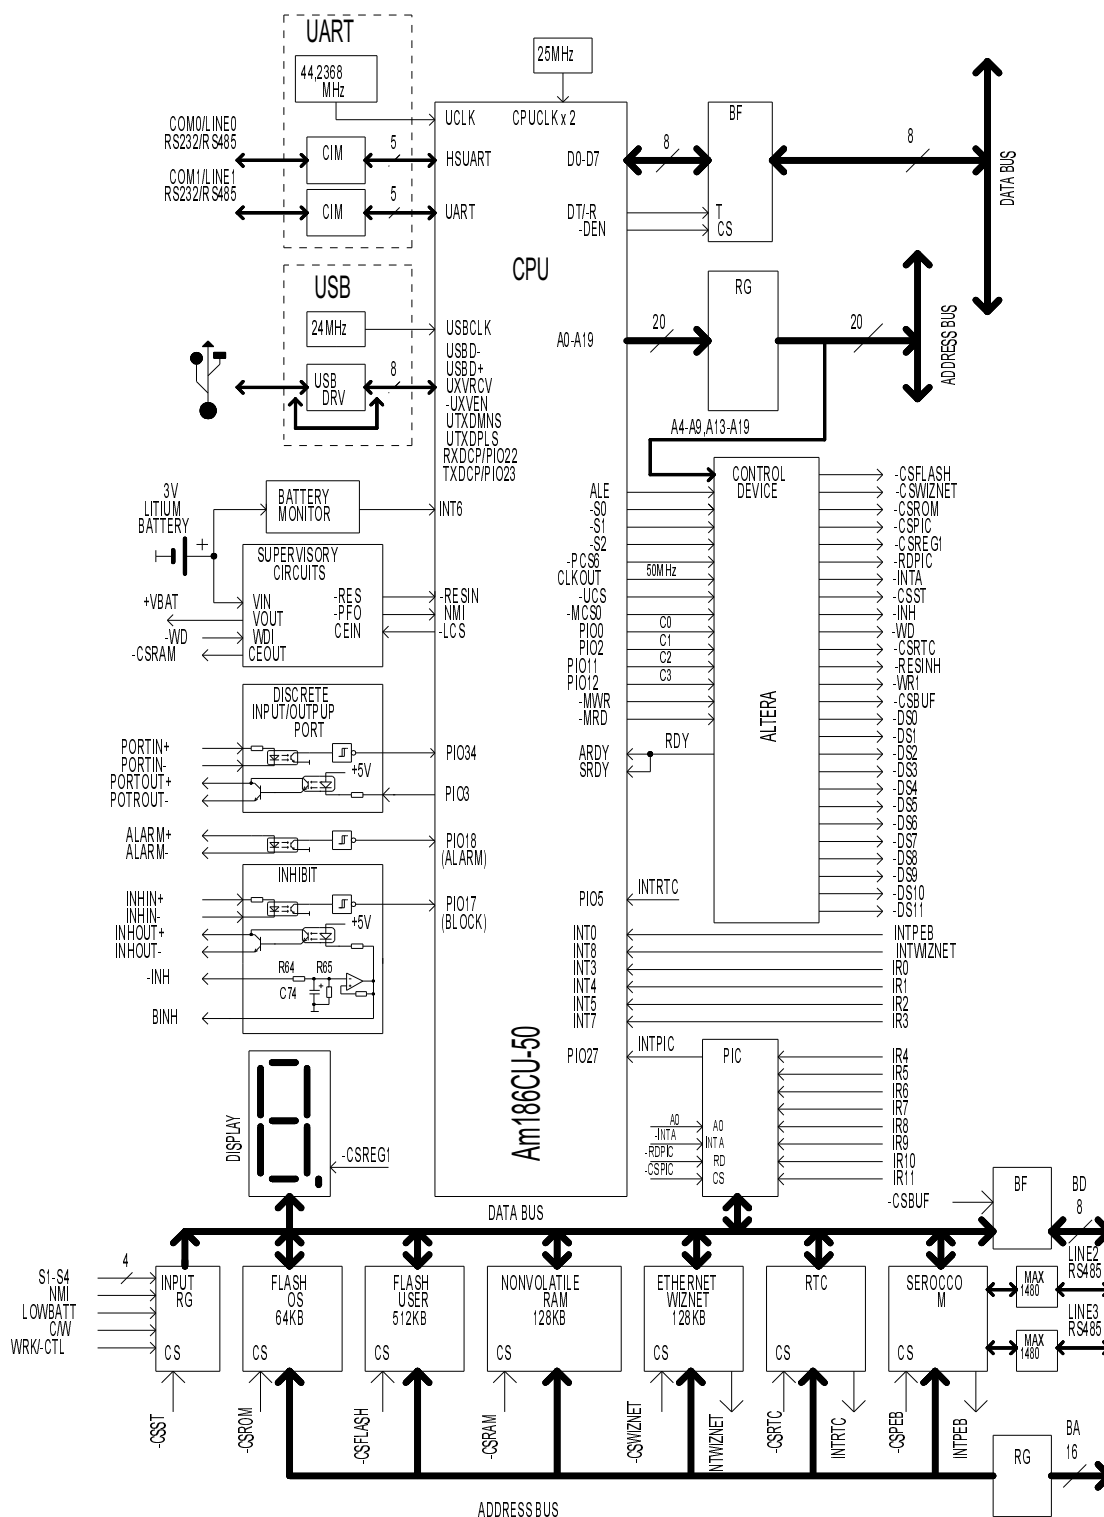 UART
44,2368
MHz
25MHz
COM0/LINE0
RS232/RS485
CIM
5
COM1/LINE1
RS232/RS485
CIM
5
UCLK
HSUART
UART
CPUCLK x 2
D0-D7
DT/-R
-DEN
CPU
8
BF
T
CS
8
DATA BUS
USB
24MHz
USB
DRV
8
USBCLK
USBD-
USBD+
UXVRCV
-UXVEN
UTXDMNS
UTXDPLS
RXDCP/PIO22
TXDCP/PIO23
A0-A19
20
RG
20
ADDRESS BUS
A4-A9,A13-A19
3V
LITIUM
BATTERY
+
BATTERY
MONITOR
INT6
SUPERVISORY
CIRCUITS
-RES
-PFO
CEIN
VIN
VOUT
WDI
CEOUT
+VBAT
-WD
-CSRAM
-RESIN
NMI
-LCS
ALE
-S0
-S1
-S2
-PCS6
CLKOUT
-UCS
-MCS0
PIO0
PIO2
PIO11
PIO12
-MWR
-MRD
ARDY
SRDY
50MHz
C0
C1
C2
C3
RDY
CONTROL
DEVICE
ALTERA
-CSFLASH
-CSWIZNET
-CSROM
-CSPIC
-CSREG1
-RDPIC
-INTA
-CSST
-INH
-WD
-CSRTC
-RESINH
-WR1
-CSBUF
-DS0
-DS1
-DS2
-DS3
-DS4
-DS5
-DS6
-DS7
-DS8
-DS9
-DS10
-DS11
DISCRETE
INPUT/OUTPUP
PORT
+5V
PORTIN+
PORTIN-
PORTOUT+
POTROUT-
PIO34
PIO3
ALARM+
ALARM-
PIO18
(ALARM)
INHIBIT
+5V
INHIN+
INHIN-
INHOUT+
INHOUT-
-INH
BINH
R64
R65
C74
+
PIO17
(BLOCK)
PIO5
INTRTC
INT0
INT8
INT3
INT4
INT5
INT7
INTPEB
INTWIZNET
IR0
IR1
IR2
IR3
PIO27
INTPIC
PIC
A0
-INTA
-RDPIC
-CSPIC
A0
INTA
RD
CS
IR4
IR5
IR6
IR7
IR8
IR9
IR10
IR11
Am186CU-50
DISPLAY
-CSREG1
-CSBUF
BF
BD
8
DATA BUS
S1-S4
NMI
LOWBATT
C/W
WRK/-CTL
4
INPUT
RG
CS
FLASH
OS
64KB
CS
FLASH
USER
512KB
CS
NONVOLATILE
RAM
128KB
CS
ETHERNET
WIZNET
128KB
CS
RTC
CS
SEROCCO
M
CS
MAX
1480
LINE2
RS485
MAX
1480
LINE3
RS485
-CSST
-CSROM
-CSFLASH
-CSRAM
-CSWIZNET
NTWIZNET
-CSRTC
INTRTC
-CSPEB
INTPEB
RG
BA
16
ADDRESS BUS